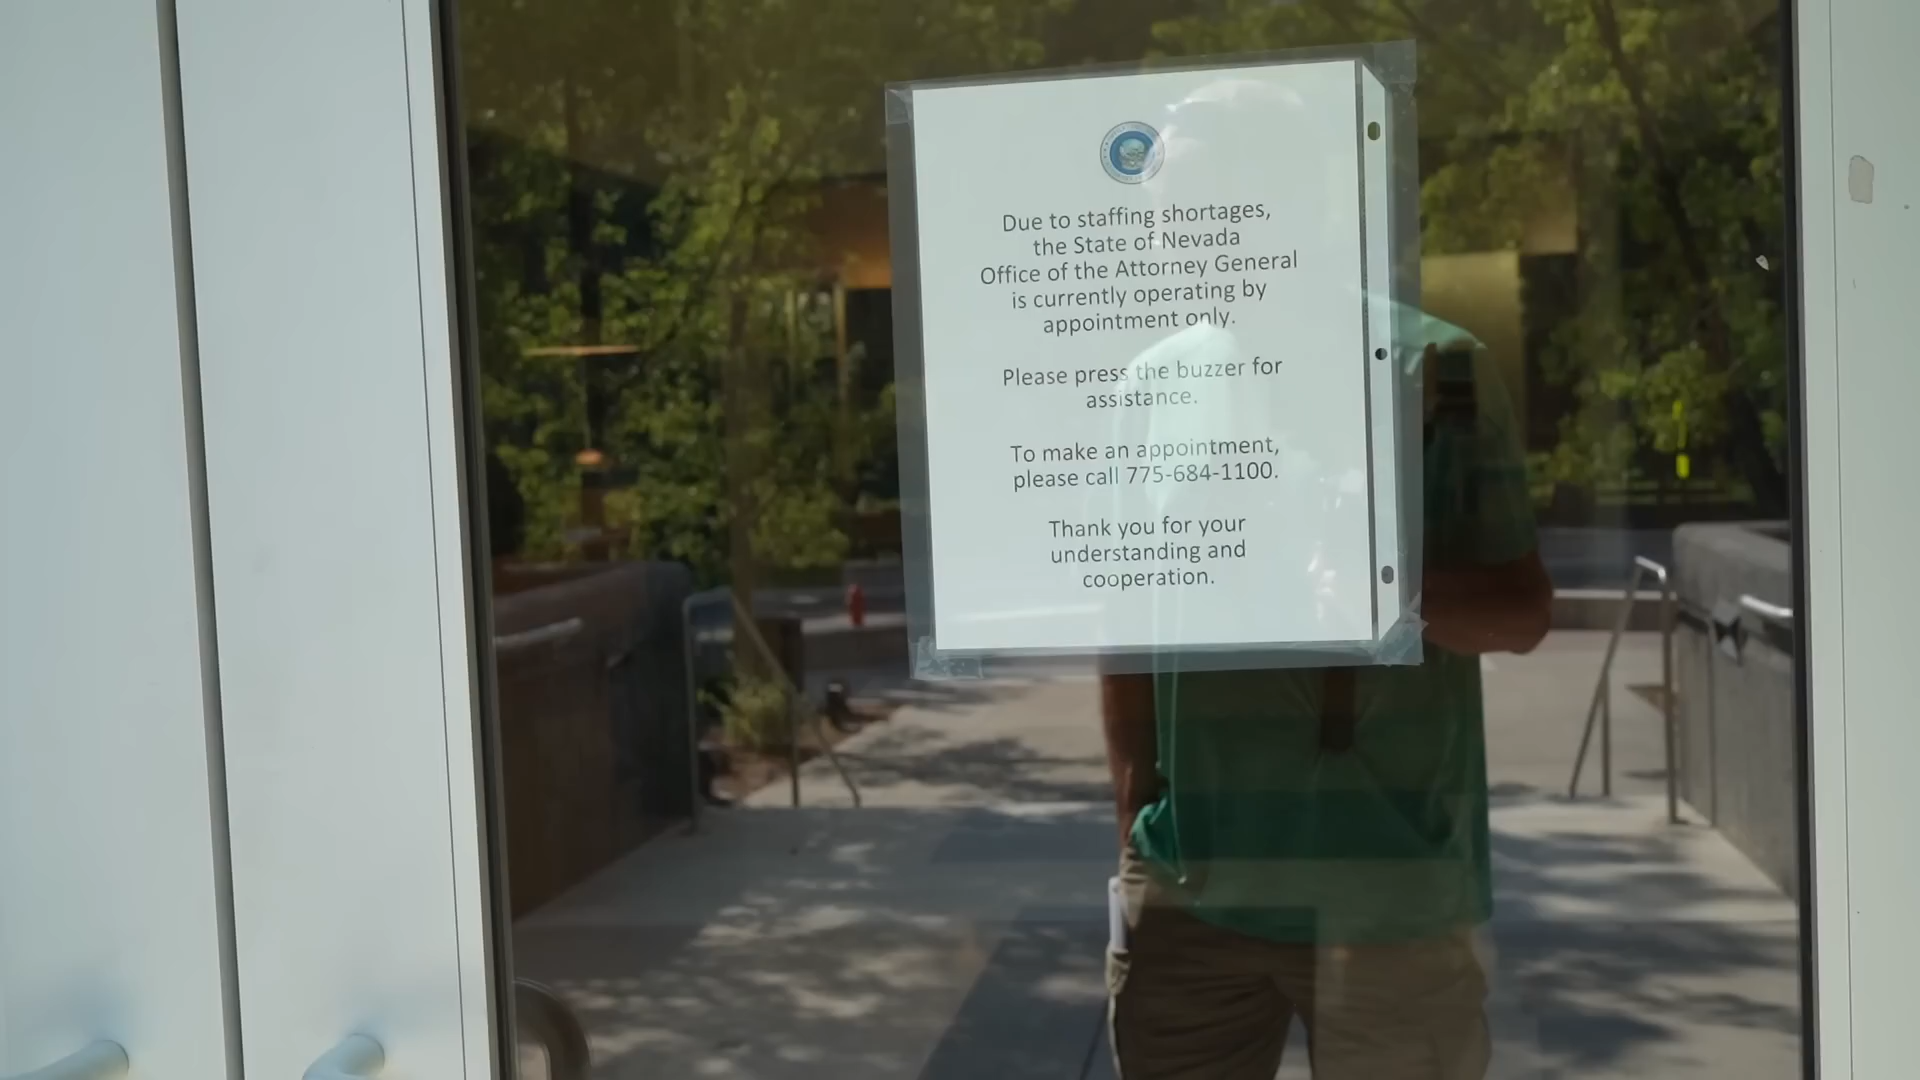 Due to staffing shortages,
the State of Nevada
Office of the Attorney General
is currently operating by
appointment only.
Please press the buzzer for
assistance.
To make an appointment,
please call 775-684-1100.
Thank you for your
understanding and
cooperation.